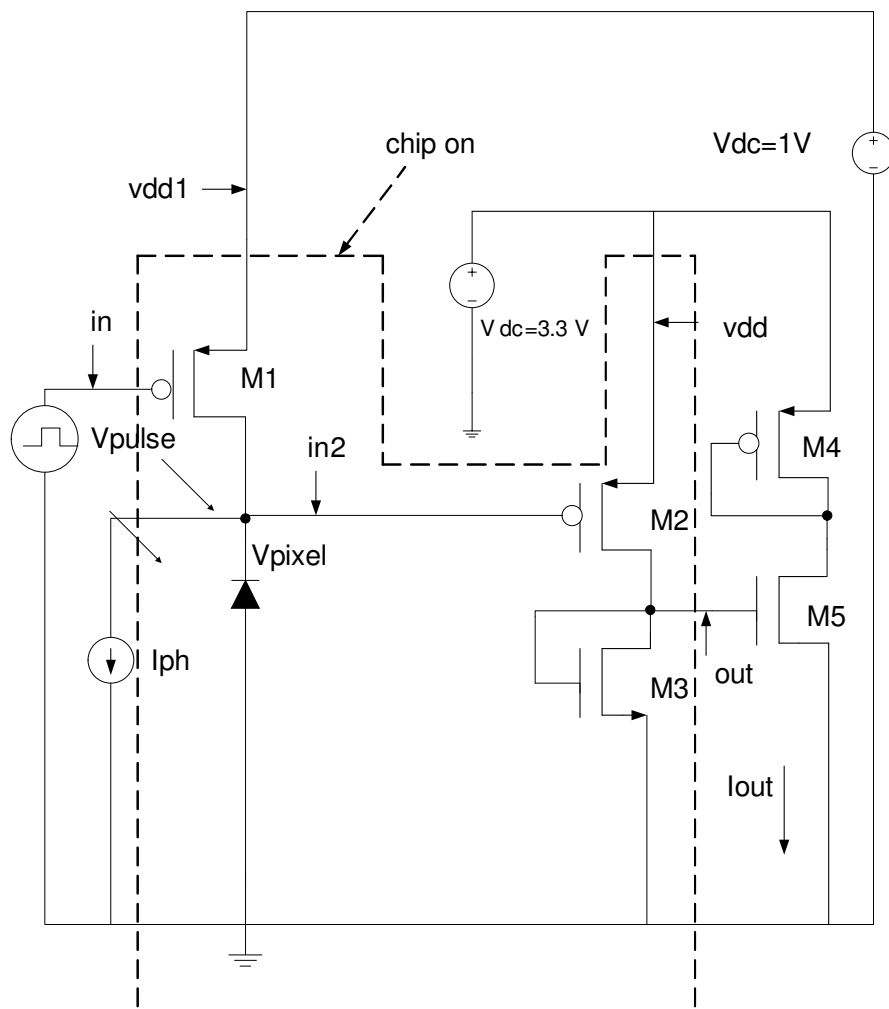 chip on
Vdc=1V
+
-
vdd1
+
-
V dc=3.3 V
vdd
in
M1
M4
Vpulse
in2
M2
Vpixel
M5
Iph
M3
out
Iout